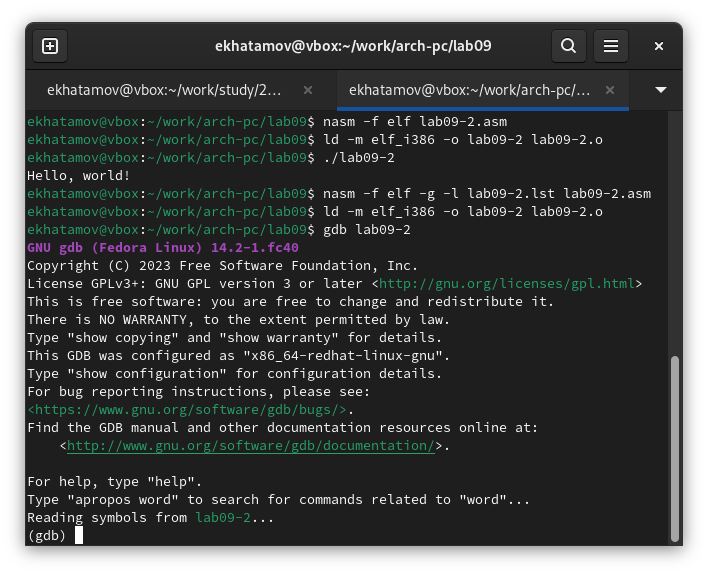 ekhatamov@vbox:~/work/arch-pc/lab09
ekhatamov@vbox:~/work/study/2...
ekhatamov@vbox:~/work/arch-pc/...
ekhatamov@vbox:~/work/arch-pc/lab09$ nasm -f elf lab09-2.asm
ekhatamov@vbox:~/work/arch-pc/lab09$ ld -m elf_i386 -o lab09-2 lab09-2.o
ekhatamov@vbox:~/work/arch-pc/lab09$ ./lab09-2
Hello, world!
ekhatamov@vbox:~/work/arch-pc/lab09$ nasm -f elf -g -l lab09-2.lst lab09-2.asm
ekhatamov@vbox:~/work/arch-pc/lab09$ ld -m elf_i386 -o lab09-2 lab09-2.o
ekhatamov@vbox:~/work/arch-pc/lab09$ gdb lab09-2
GNU gdb (Fedora Linux) 14.2-1.fc40
Copyright (C) 2023 Free Software Foundation, Inc.
License GPLv3+: GNU GPL version 3 or later <http://gnu.org/licenses/gpl.html>
This is free software: you are free to change and redistribute it.
There is NO WARRANTY, to the extent permitted by law.
Type "show copying" and "show warranty" for details.
This GDB was configured as "x86_64-redhat-linux-gnu".
Type "show configuration" for configuration details.
For bug reporting instructions, please see:
<https://www.gnu.org/software/gdb/bugs/>.
Find the GDB manual and other documentation resources online at:
    <http://www.gnu.org/software/gdb/documentation/>.

For help, type "help".
Type "apropos word" to search for commands related to "word"...
Reading symbols from lab09-2...
(gdb)